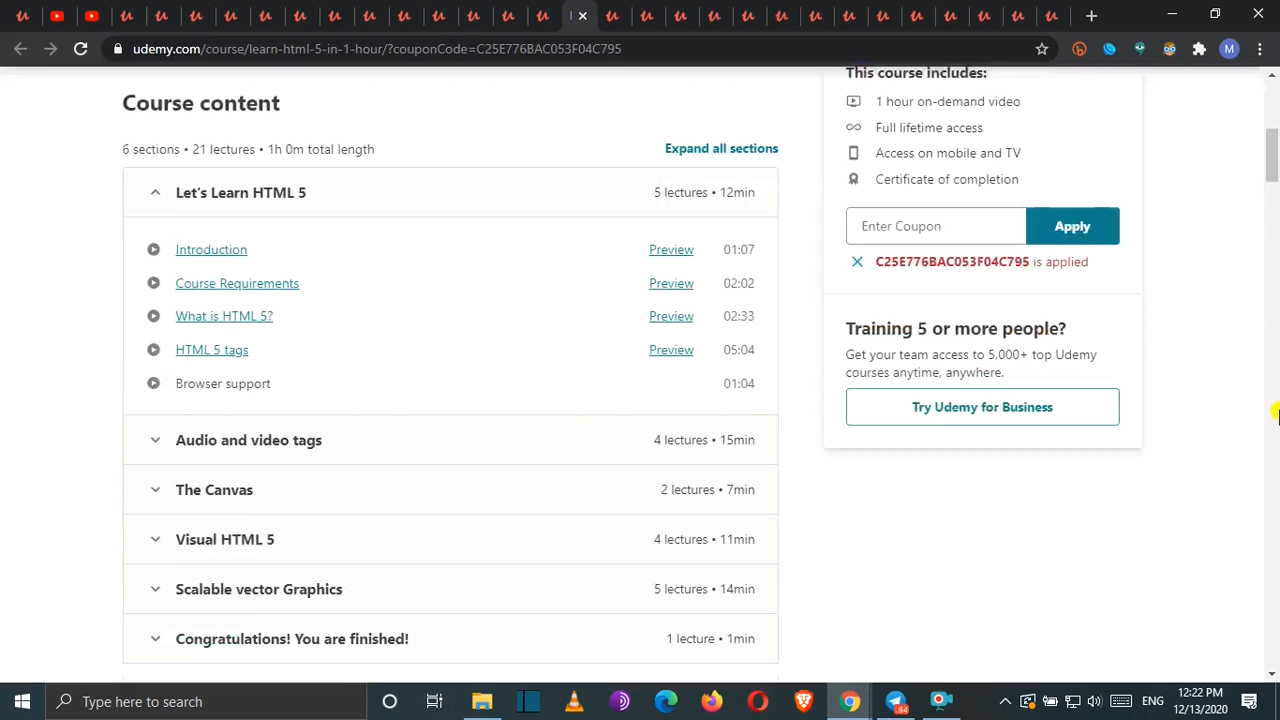 udemy.com/course/learn-html-5-in-1-hour/?couponCode=C25E776BAC053F04C795
M
Course content
6 sections • 21 lectures • 1h 0m total length
Expand all sections
Let's Learn HTML 5
5 lectures • 12min
Introduction
Preview
01:07
Course Requirements
Preview
02:02
What is HTML 5?
Preview
02:33
HTML 5 tags
Preview
05:04
Browser support
01:04
Audio and video tags
4 lectures • 15min
The Canvas
2 lectures • 7min
Visual HTML 5
4 lectures • 11min
Scalable vector Graphics
5 lectures • 14min
Congratulations! You are finished!
1 lecture • 1min
This course includes:
1 hour on-demand video
Full lifetime access
Access on mobile and TV
Certificate of completion
Enter Coupon
Apply
C25E776BAC053F04C795 is applied
Training 5 or more people?
Get your team access to 5,000+ top Udemy
courses anytime, anywhere.
Try Udemy for Business
Type here to search
94
ENG
12:22 PM
12/13/2020